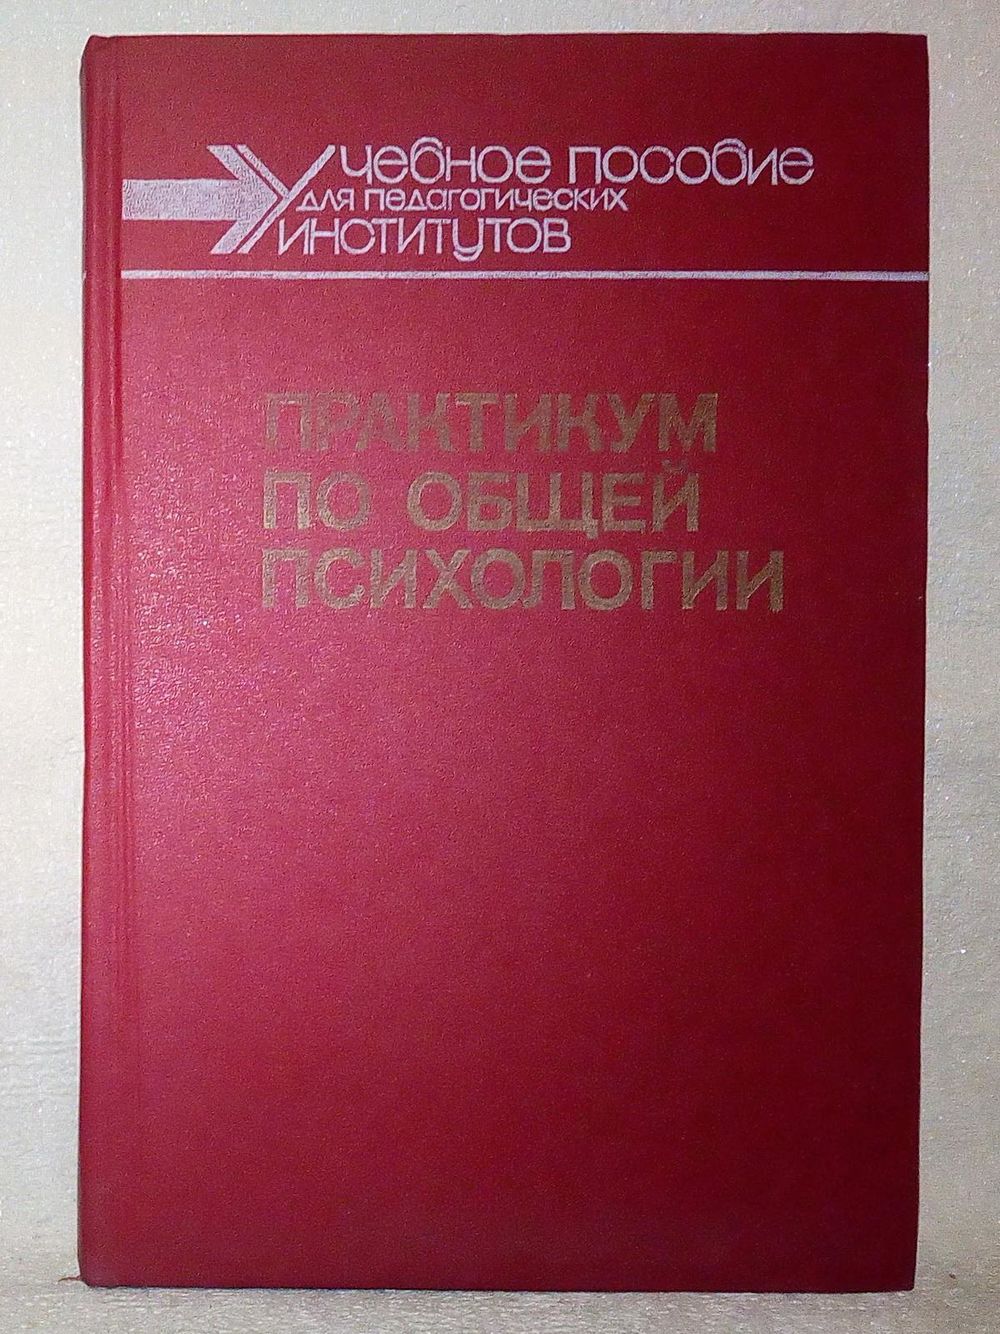 Учебное пособие
для педагогических
институтов
ПРАКТИКУМ
ПО ОБЩЕЙ
ПСИХОЛОГИИ